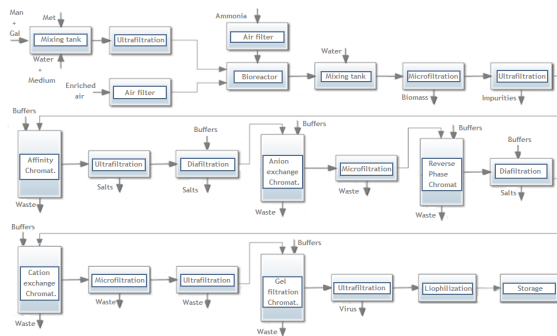 Man
+
Gal
Met
Mixing tank
Water
+
Medium
Ultrafiltration
Enriched
air
Air filter
Ammonia
Air filter
Bioreactor
Water
Mixing tank
Microfiltration
Biomass
Ultrafiltration
Impurities
Buffers
Affinity
Chromat.
Waste
Ultrafiltration
Salts
Buffers
Diafiltration
Salts
Buffers
Anion
exchange
Chromat.
Waste
Microfiltration
Waste
Buffers
Reverse
Phase
Chromat
Waste
Buffers
Diafiltration
Salts
Buffers
Cation
exchange
Chromat.
Waste
Microfiltration
Waste
Ultrafiltration
Waste
Buffers
Gel
filtration
Chromat.
Waste
Ultrafiltration
Virus
Liophilization
Storage